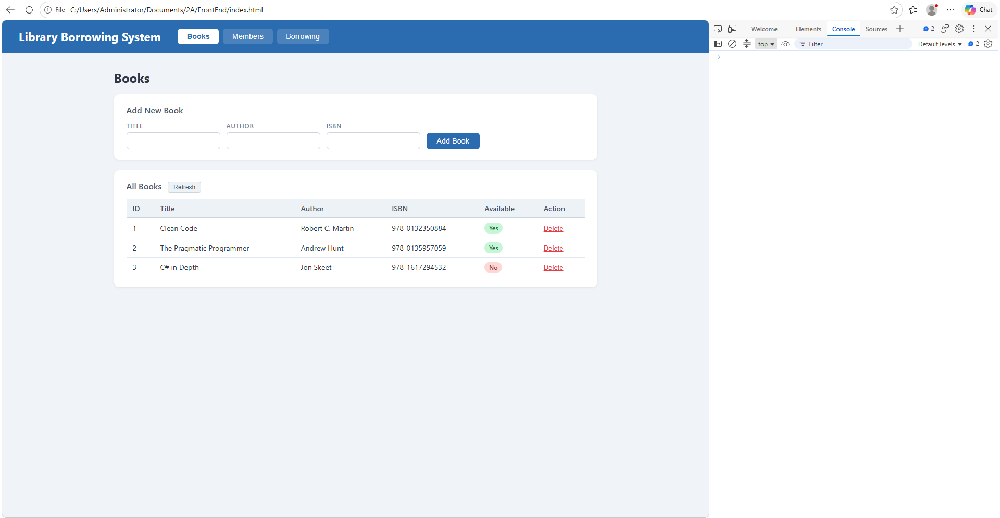 File C:/Users/Administrator/Documents/2A/FrontEnd/index.html Chat
Library Borrowing System Books Members Borrowing
Welcome Elements Console Sources 2
top Filter Default levels 2
Books
Add New Book
TITLE AUTHOR ISBN
Add Book
All Books Refresh
ID Title Author ISBN Available Action
1 Clean Code Robert C. Martin 978-0132350884 Yes Delete
2 The Pragmatic Programmer Andrew Hunt 978-0135957059 Yes Delete
3 C# in Depth Jon Skeet 978-1617294532 No Delete